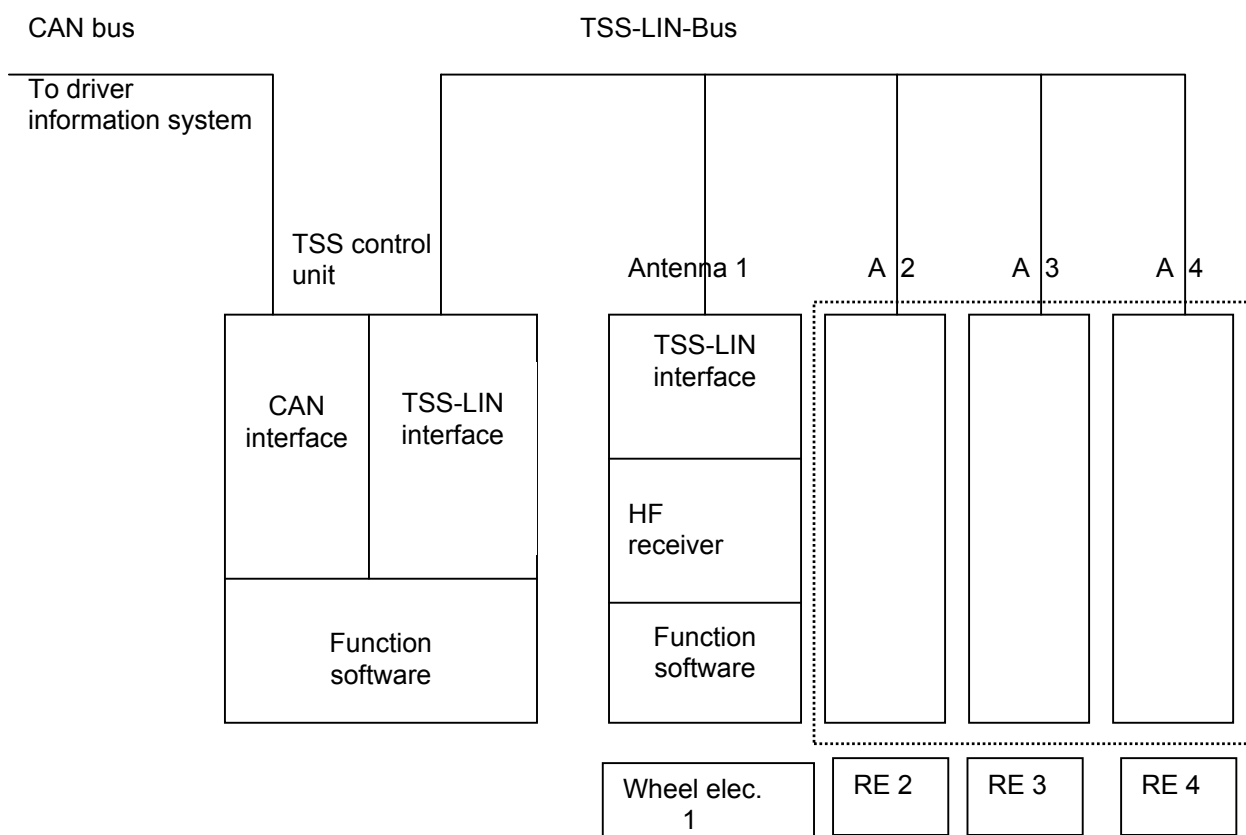 CAN bus
TSS-LIN-Bus
To driver
information system
TSS control
unit
Antenna 1
A 2
A 3
A 4
CAN
interface
TSS-LIN
interface
Function
software
TSS-LIN
interface
HF
receiver
Function
software
Wheel elec.
1
RE 2
RE 3
RE 4